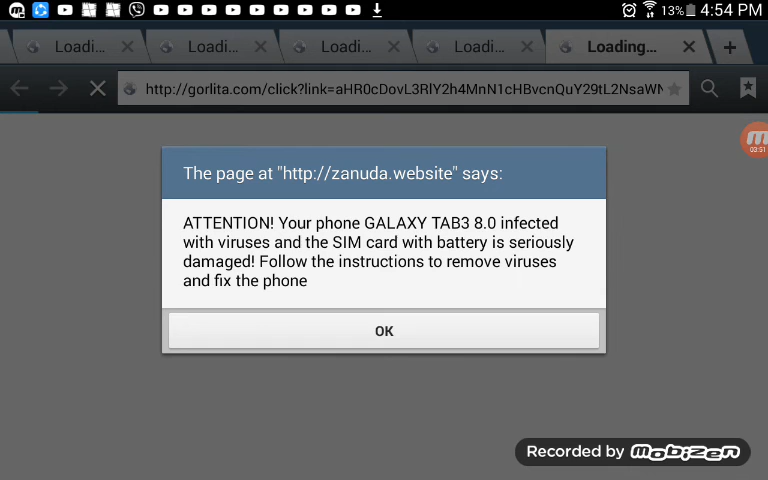 13% 4:54 PM
Loadi... Loadi... Loadi... Loadi... Loading...
http://gorlita.com/click?link=aHR0cDovL3RlY2h4MnN1cHBvcnQuY29tL2NsaWN
03:51
The page at "http://zanuda.website" says:
ATTENTION! Your phone GALAXY TAB3 8.0 infected
with viruses and the SIM card with battery is seriously
damaged! Follow the instructions to remove viruses
and fix the phone
OK
Recorded by mobizen